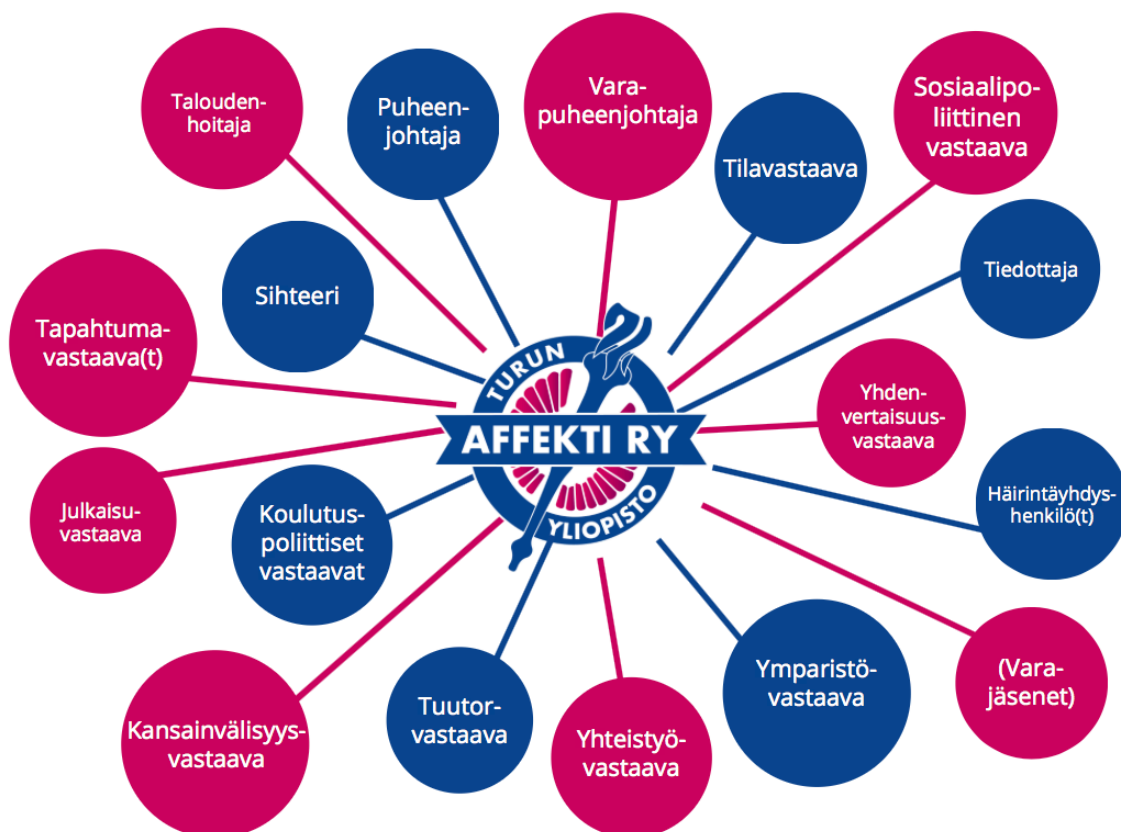 Talouden-
hoitaja
Puheen-
johtaja
Vara-
puheenjohtaja
Tilavastaava
Sosiaalipo-
liittinen
vastaava
Sihteeri
Tiedottaja
Tapahtuma-
vastaava(t)
TURUN
AFFEKTI RY
YLIOPISTO
Yhden-
vertaisuus-
vastaava
Julkaisu-
vastaava
Koulutus-
poliittiset
vastaavat
Häirintäyhdys-
henkilö(t)
Kansainvälisyys-
vastaava
Tuutor-
vastaava
Yhteistyö-
vastaava
Ymparistö-
vastaava
(Vara-
jäsenet)